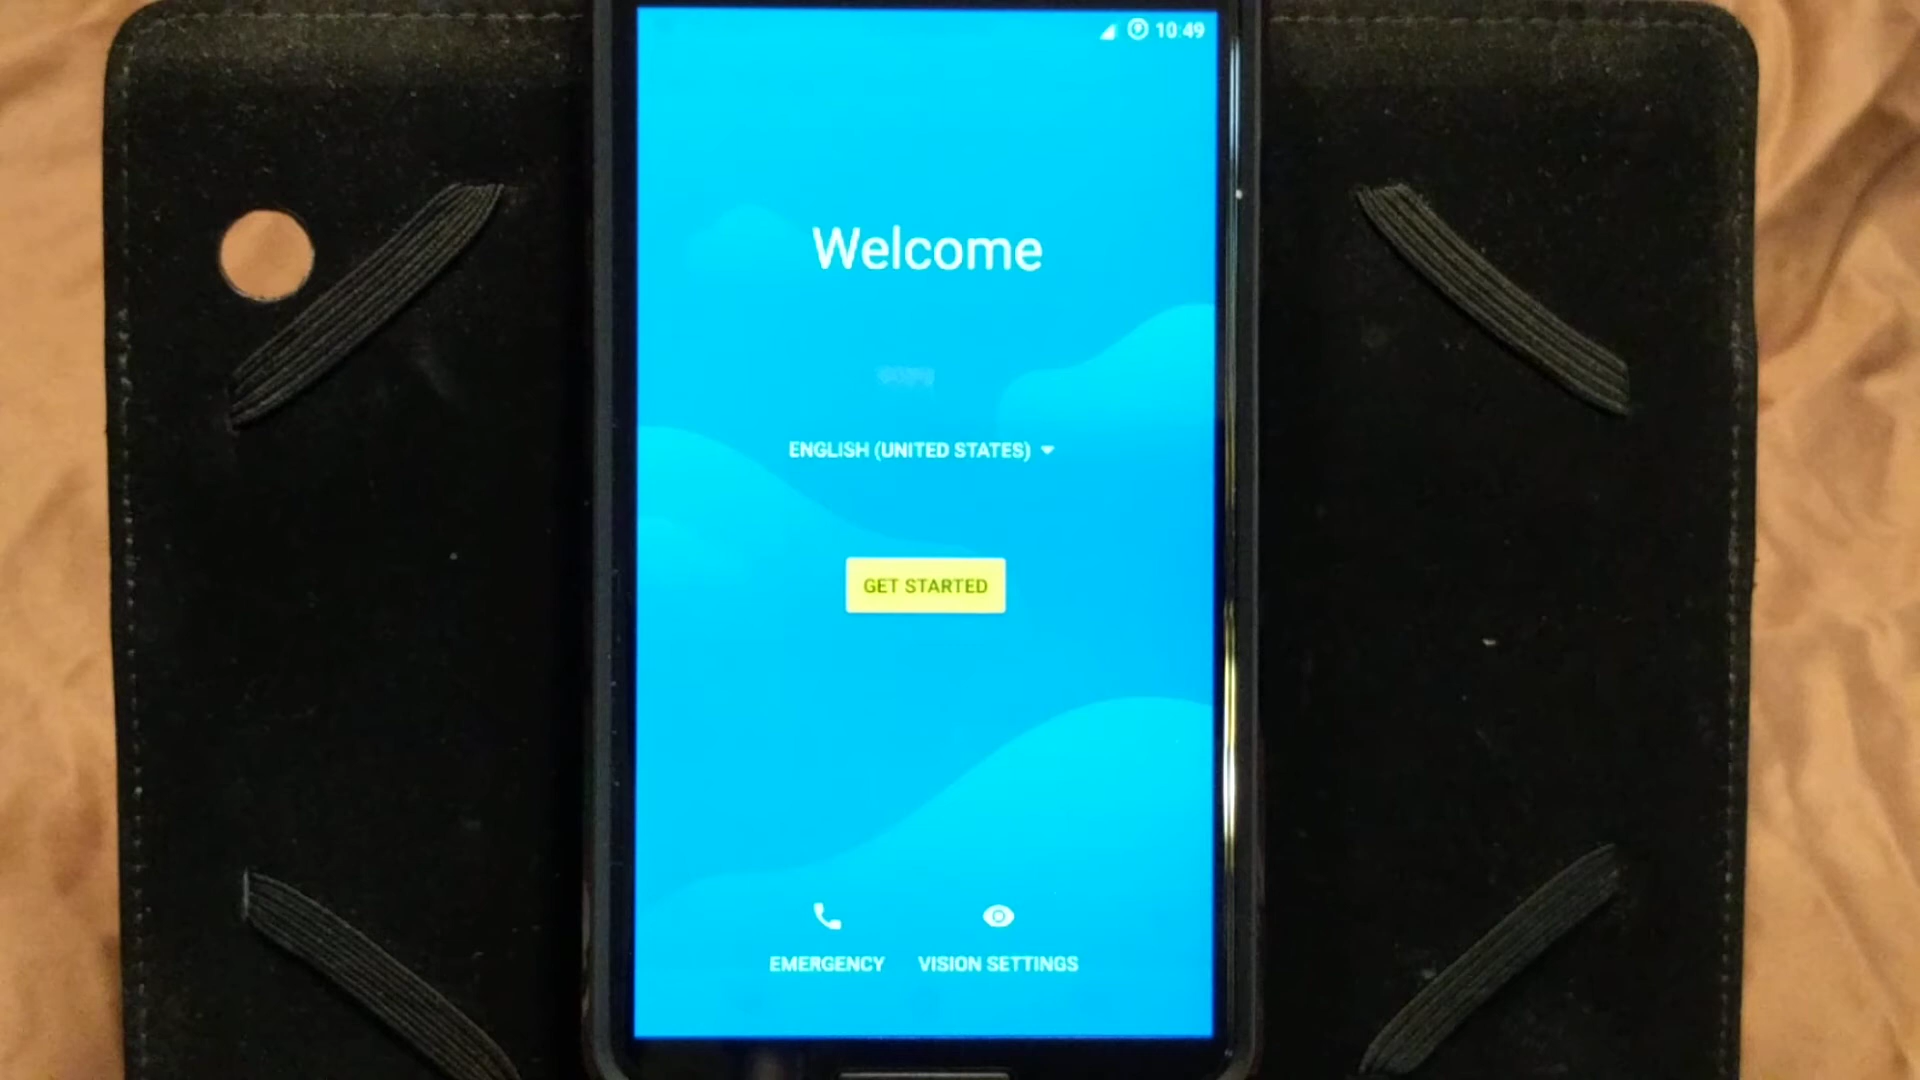 10:49
Welcome
ENGLISH (UNITED STATES)
GET STARTED
EMERGENCY VISION SETTINGS